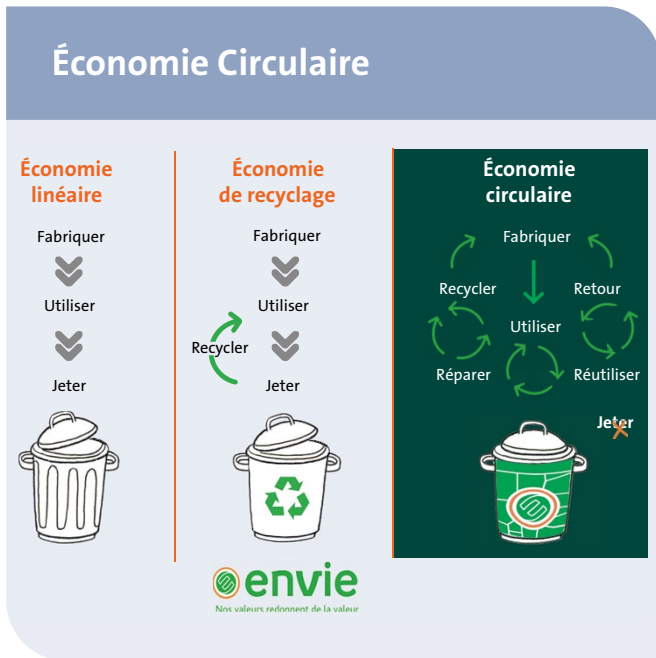 Économie Circulaire
Économie
linéaire
Fabriquer
Utiliser
Jeter
Économie
de recyclage
Fabriquer
Utiliser
Recycler
Jeter
Économie
circulaire
Fabriquer
Recycler
Retour
Utiliser
Réparer
Réutiliser
Jeter
envie
Nos valeurs redonnent de la valeur